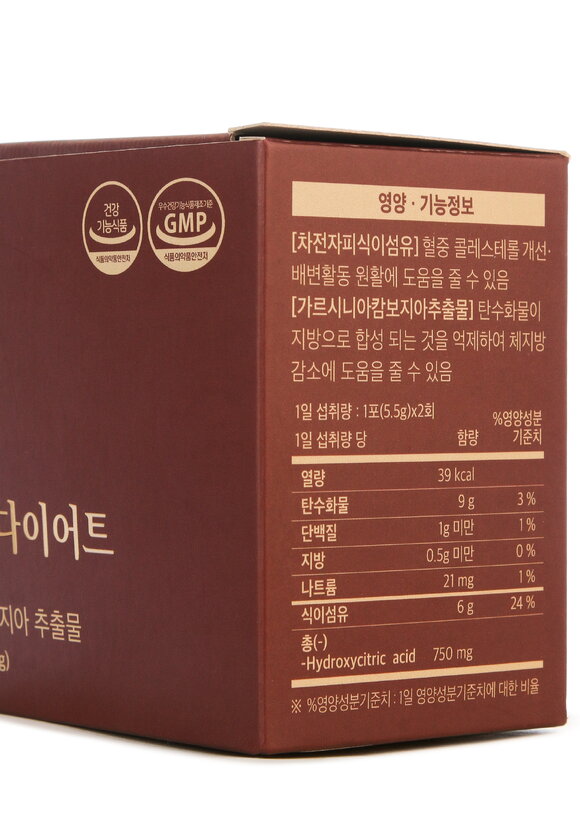 건강
기능식품
식품의약품안전처
우수건강기능식품제조기준
GMP
식품의약품안전처
다이어트
지아 추출물
g)
영양·기능정보
[차전자피식이섬유] 혈중 콜레스테롤 개선·
배변활동 원활에 도움을 줄 수 있음
[가르시니아캄보지아추출물] 탄수화물이
지방으로 합성 되는 것을 억제하여 체지방
감소에 도움을 줄 수 있음
1일 섭취량 : 1포(5.5g)x2회
1일 섭취량 당 함량 %영양성분
기준치
열량 39 kcal
탄수화물 9 g 3 %
단백질 1g 미만 1 %
지방 0.5g 미만 0 %
나트륨 21 mg 1 %
식이섬유 6 g 24 %
총(-)
-Hydroxycitric acid 750 mg
※ %영양성분기준치 : 1일 영양성분기준치에 대한 비율